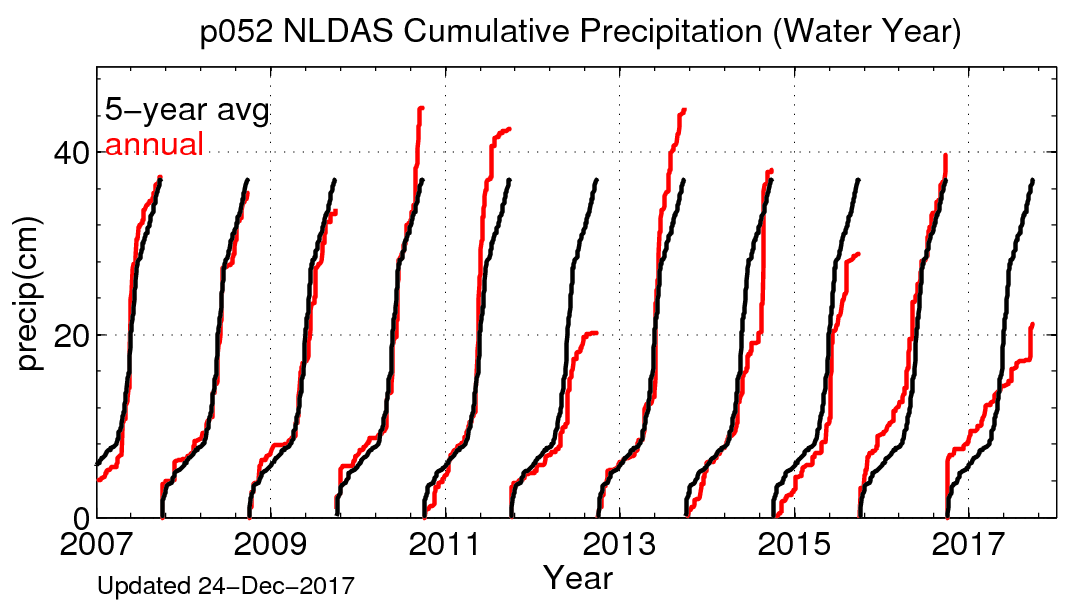 p052 NLDAS Cumulative Precipitation (Water Year)
5−year avg
annual
precip(cm)
40
20
0
2007 2009 2011 2013 2015 2017
Year
Updated 24−Dec−2017